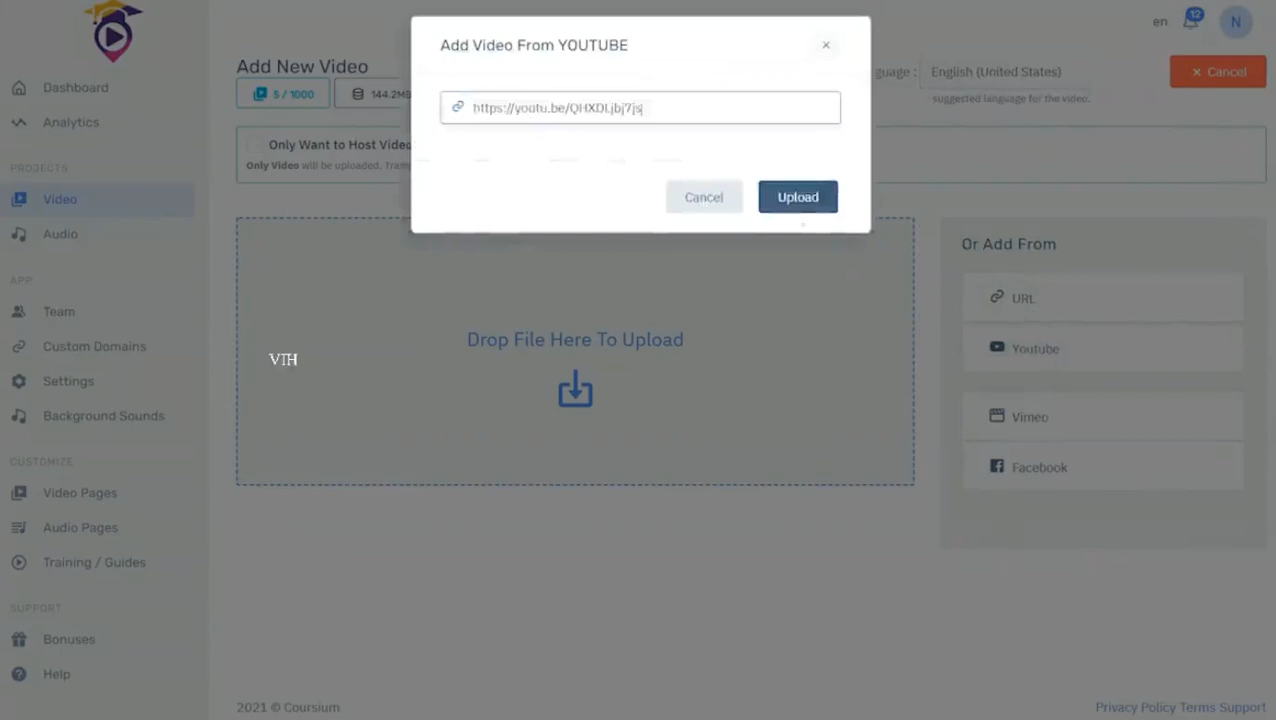 Add Video From YOUTUBE
en
12
N
Add New Video
guage :
English (United States)
Cancel
suggested language for the video.
5 / 1000
144.2MB
https://youtu.be/QHXDLjbj7js
Only Want to Host Video
Only Video will be uploaded.
Cancel
Upload
Dashboard
Analytics
PROJECTS
Video
Audio
APP
Team
Custom Domains
Settings
Background Sounds
CUSTOMIZE
Video Pages
Audio Pages
Training / Guides
SUPPORT
Bonuses
Help
Drop File Here To Upload
VIH
Or Add From
URL
Youtube
Vimeo
Facebook
2021 © Coursium
Privacy Policy Terms Support